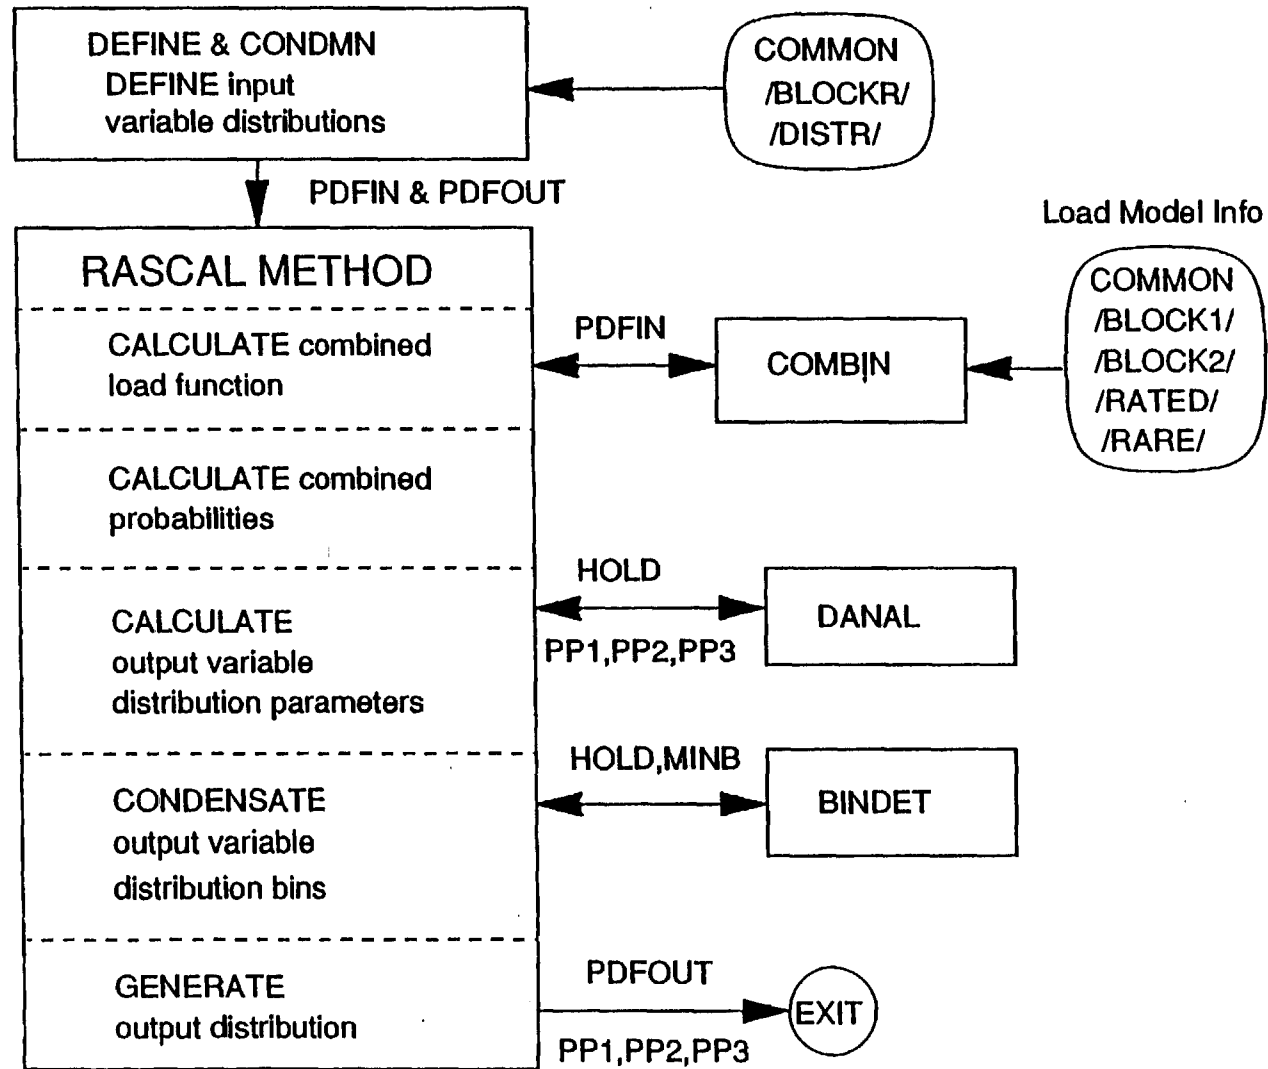 DEFINE & CONDMN
DEFINE input
variable distributions
COMMON
/BLOCKR/
/DISTR/
PDFIN & PDFOUT
Load Model Info
RASCAL METHOD
COMMON
/BLOCK1/
/BLOCK2/
/RATED/
/RARE/
CALCULATE combined
load function
PDFIN
COMBIN
CALCULATE combined
probabilities
CALCULATE
output variable
distribution parameters
HOLD
PP1,PP2,PP3
DANAL
CONDENSATE
output variable
distribution bins
HOLD,MINB
BINDET
GENERATE
output distribution
PDFOUT
PP1,PP2,PP3
EXIT